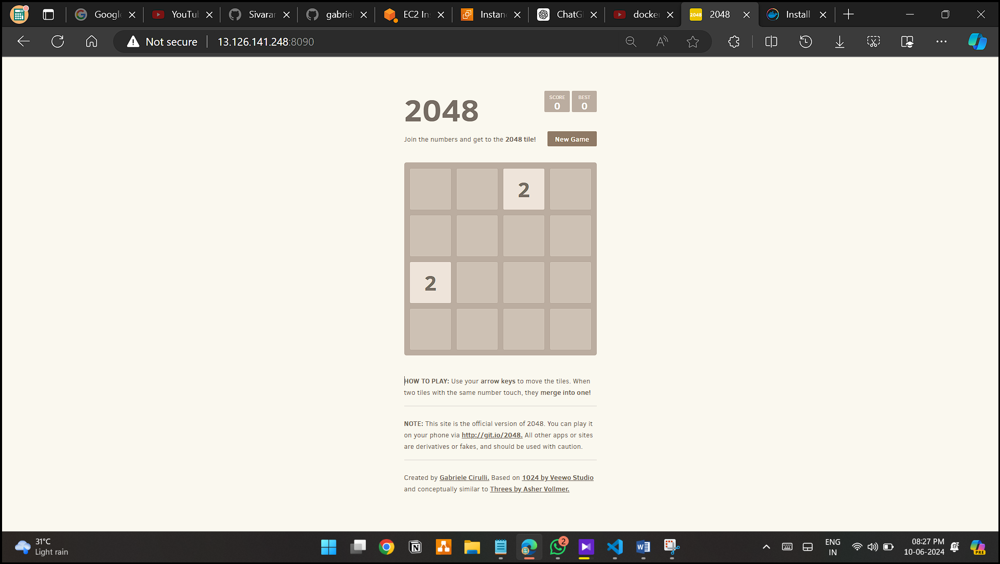 Google
YouTu
Sivarar
gabriel
EC2 In
Instan
ChatG
docke
2048
2048
Install
Not secure
13.126.141.248:8090
2048
SCORE
0
BEST
0
Join the numbers and get to the 2048 tile!
New Game
2
2
HOW TO PLAY: Use your arrow keys to move the tiles. When
two tiles with the same number touch, they merge into one!
NOTE: This site is the official version of 2048. You can play it
on your phone via http://git.io/2048. All other apps or sites
are derivatives or fakes, and should be used with caution.
Created by Gabriele Cirulli. Based on 1024 by Veewo Studio
and conceptually similar to Threes by Asher Vollmer.
31°C
Light rain
2
ENG
IN
08:27 PM
10-06-2024
PRE